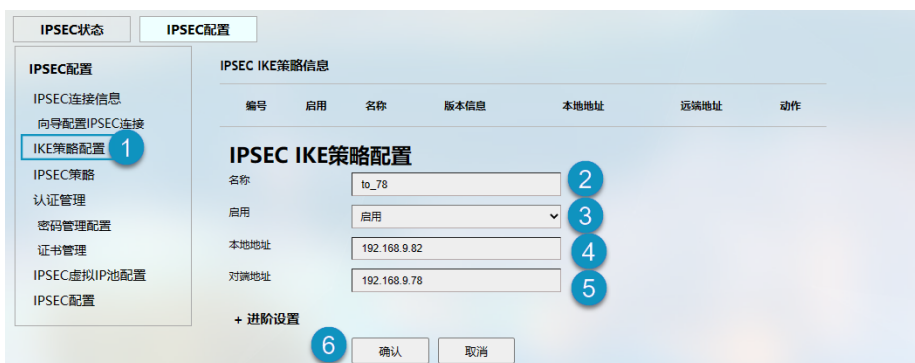 IPSEC状态 IPSEC配置
IPSEC配置
IPSEC连接信息
向导配置IPSEC连接
IKE策略配置 1
IPSEC策略
认证管理
密码管理配置
证书管理
IPSEC虚拟IP池配置
IPSEC配置
IPSEC IKE策略信息
编号 启用 名称 版本信息 本地地址 远端地址 动作
IPSEC IKE策略配置
名称 to_78 2
启用 启用 3
本地地址 192.168.9.82 4
对端地址 192.168.9.78 5
+ 进阶设置
6 确认 取消